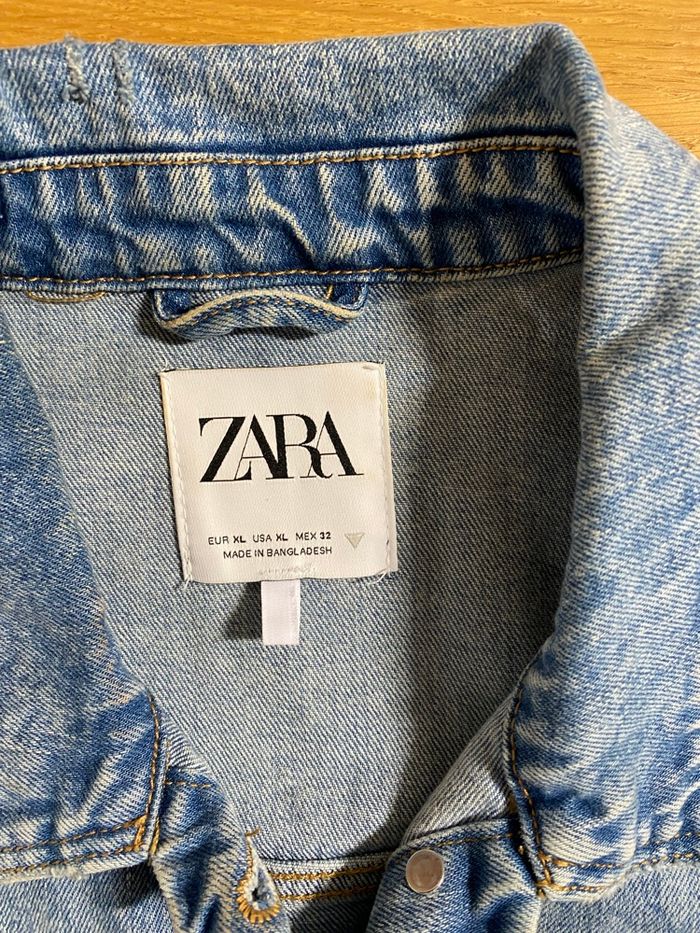 ZARA
EUR XL USA XL MEX 32
MADE IN BANGLADESH